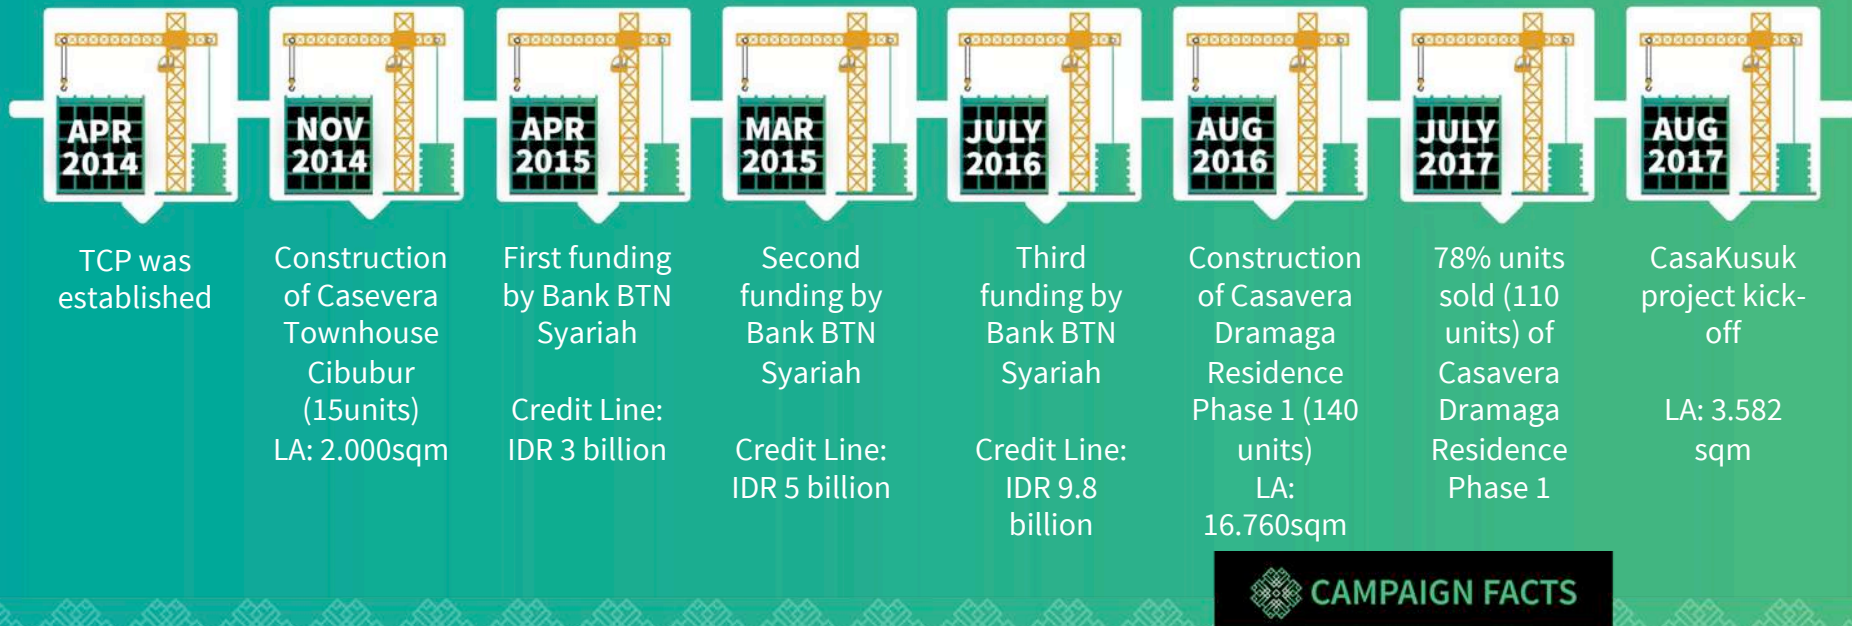 APR
2014
TCP was
established
NOV
2014
Construction
of Casevera
Townhouse
Cibubur
(15units)
LA: 2.000sqm
APR
2015
First funding
by Bank BTN
Syariah
Credit Line:
IDR 3 billion
MAR
2015
Second
funding by
Bank BTN
Syariah
Credit Line:
IDR 5 billion
JULY
2016
Third
funding by
Bank BTN
Syariah
Credit Line:
IDR 9.8
billion
AUG
2016
Construction
of Casavera
Dramaga
Residence
Phase 1 (140
units)
LA:
16.760sqm
JULY
2017
78% units
sold (110
units) of
Casavera
Dramaga
Residence
Phase 1
AUG
2017
CasaKusuk
project kick-
off
LA: 3.582
sqm
CAMPAIGN FACTS